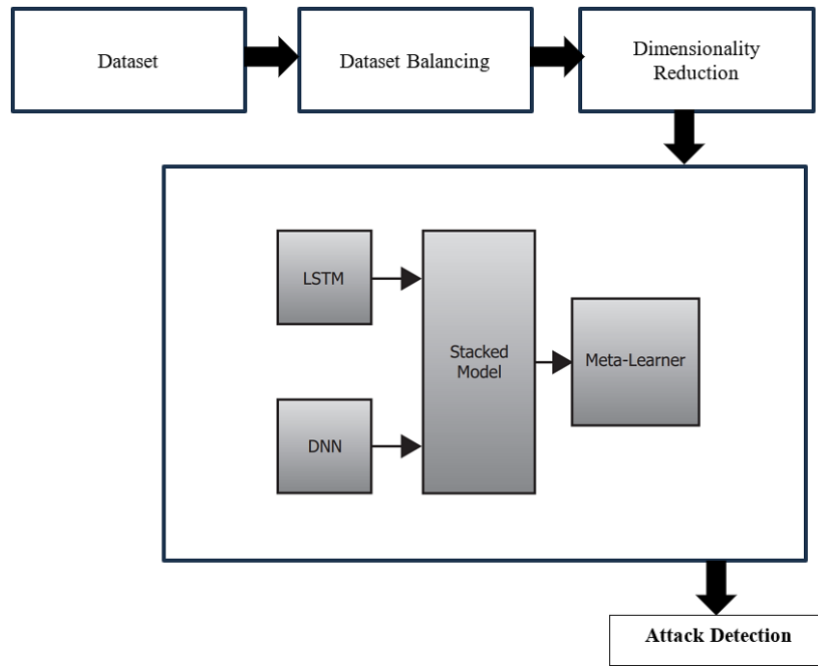 Dataset
Dataset Balancing
Dimensionality
Reduction
LSTM
Stacked
Model
Meta-Learner
DNN
Attack Detection